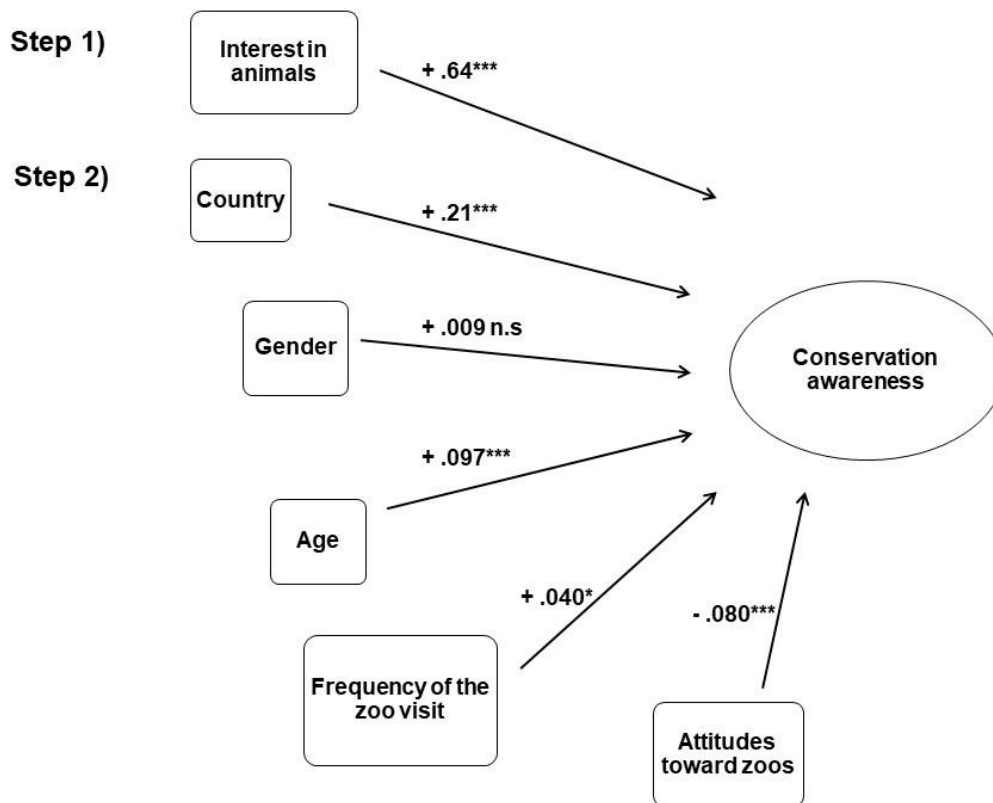 Step 1)
Interest in
animals
+ .64***
Step 2)
Country
+ .21***
Gender
+ .009 n.s
Conservation
awareness
+ .097***
Age
+ .040*
- .080***
Frequency of the
zoo visit
Attitudes
toward zoos